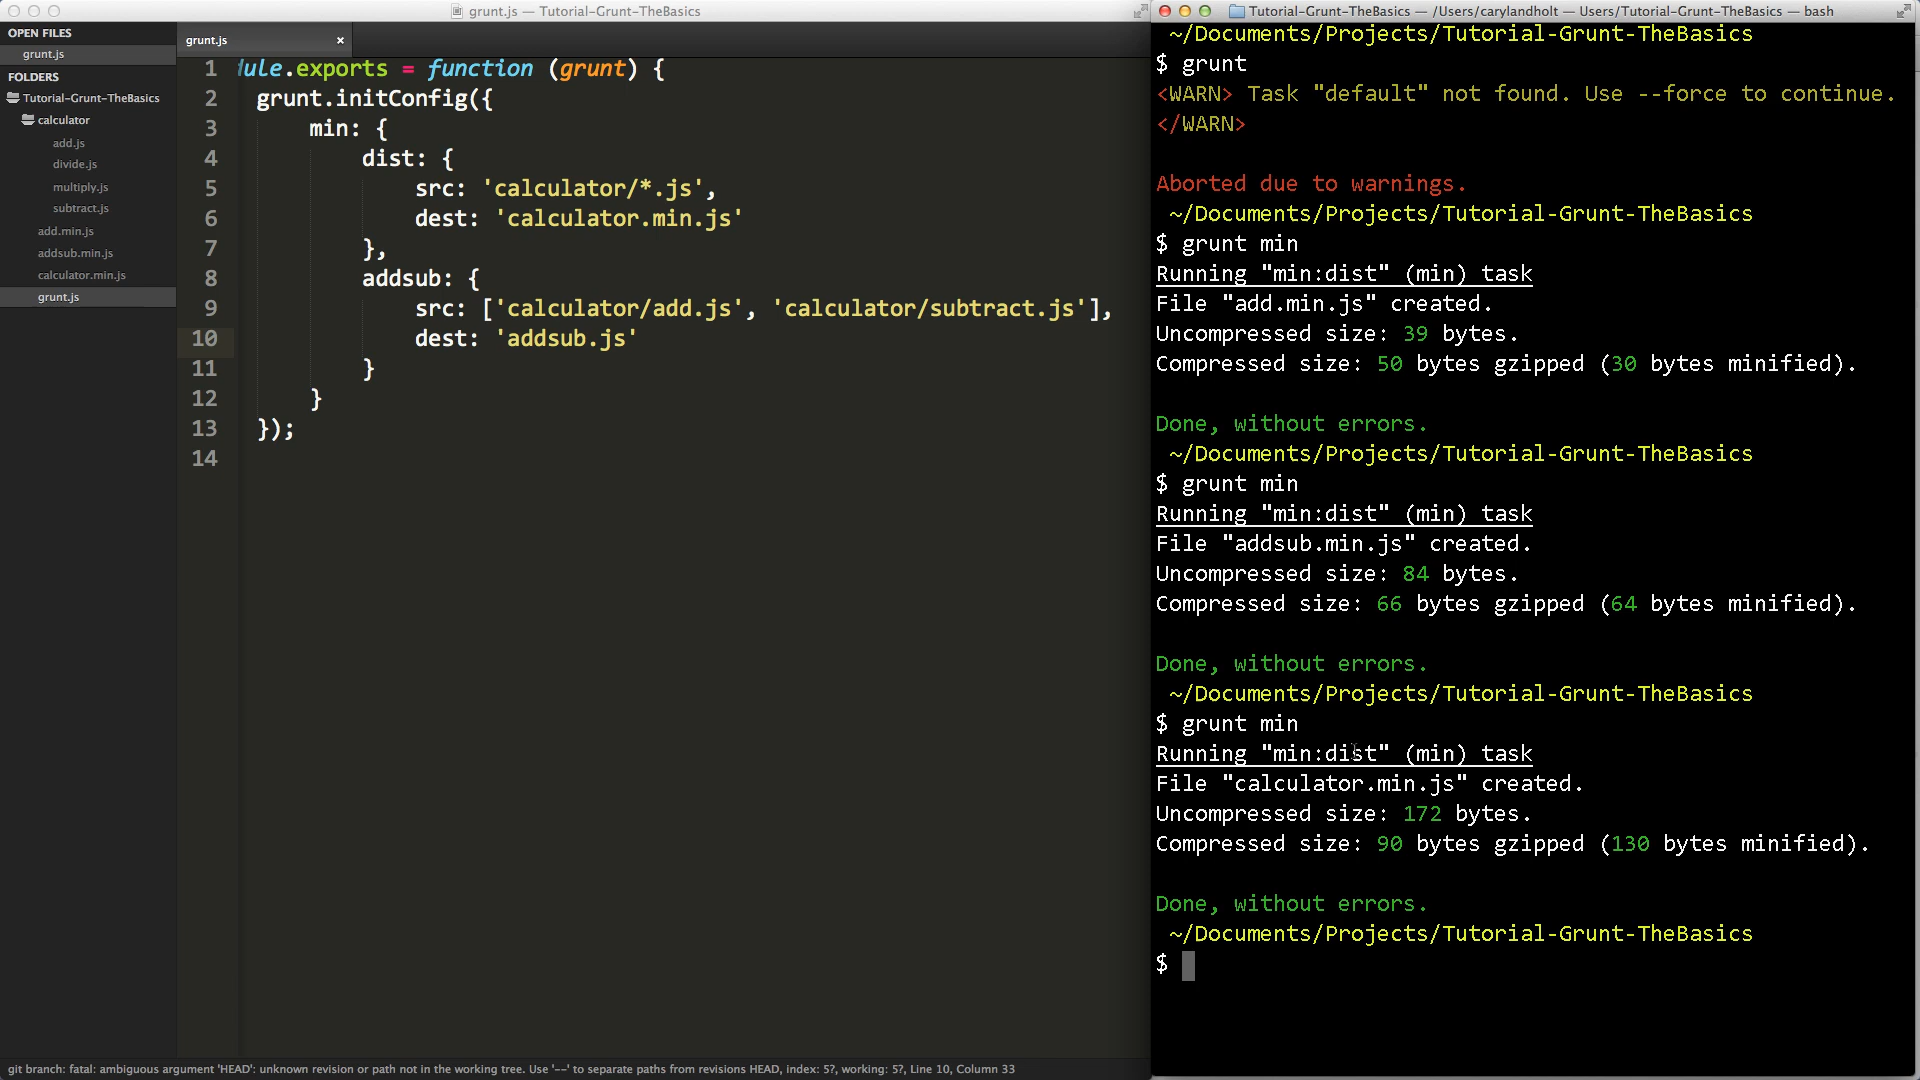 grunt.js — Tutorial-Grunt-TheBasics
OPEN FILES
grunt.js
FOLDERS
Tutorial-Grunt-TheBasics
calculator
add.js
divide.js
multiply.js
subtract.js
add.min.js
addsub.min.js
calculator.min.js
grunt.js
grunt.js ×
1 dule.exports = function (grunt) {
2 grunt.initConfig({
3 min: {
4 dist: {
5 src: 'calculator/*.js',
6 dest: 'calculator.min.js'
7 },
8 addsub: {
9 src: ['calculator/add.js', 'calculator/subtract.js'],
10 dest: 'addsub.js'
11 }
12 }
13 });
14
git branch: fatal: ambiguous argument 'HEAD': unknown revision or path not in the working tree. Use '--' to separate paths from revisions HEAD, index: 5?, working: 5?, Line 10, Column 33
Tutorial-Grunt-TheBasics — /Users/carylandholt — Users/Tutorial-Grunt-TheBasics — bash
~/Documents/Projects/Tutorial-Grunt-TheBasics
$ grunt
<WARN> Task "default" not found. Use --force to continue.
</WARN>
Aborted due to warnings.
~/Documents/Projects/Tutorial-Grunt-TheBasics
$ grunt min
Running "min:dist" (min) task
File "add.min.js" created.
Uncompressed size: 39 bytes.
Compressed size: 50 bytes gzipped (30 bytes minified).
Done, without errors.
~/Documents/Projects/Tutorial-Grunt-TheBasics
$ grunt min
Running "min:dist" (min) task
File "addsub.min.js" created.
Uncompressed size: 84 bytes.
Compressed size: 66 bytes gzipped (64 bytes minified).
Done, without errors.
~/Documents/Projects/Tutorial-Grunt-TheBasics
$ grunt min
Running "min:dist" (min) task
File "calculator.min.js" created.
Uncompressed size: 172 bytes.
Compressed size: 90 bytes gzipped (130 bytes minified).
Done, without errors.
~/Documents/Projects/Tutorial-Grunt-TheBasics
$